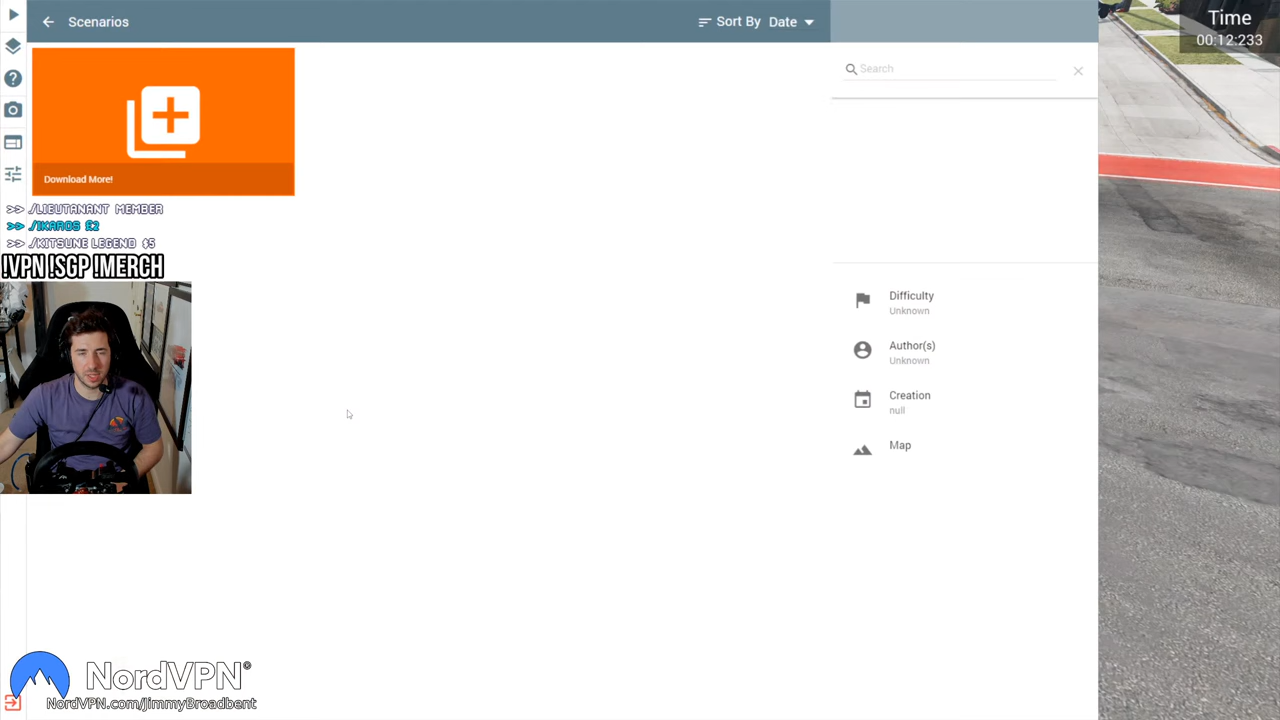 Scenarios
Sort By Date
Time
00:12:233
Search
Download More!
>> ./LIEUTANANT MEMBER
>> ./IKAROS £2
>> ./KITSUNE LEGEND $5
!VPN !SGP !MERCH
Difficulty
Unknown
Author(s)
Unknown
Creation
null
Map
NordVPN®
NordVPN.com/JimmyBroadbent